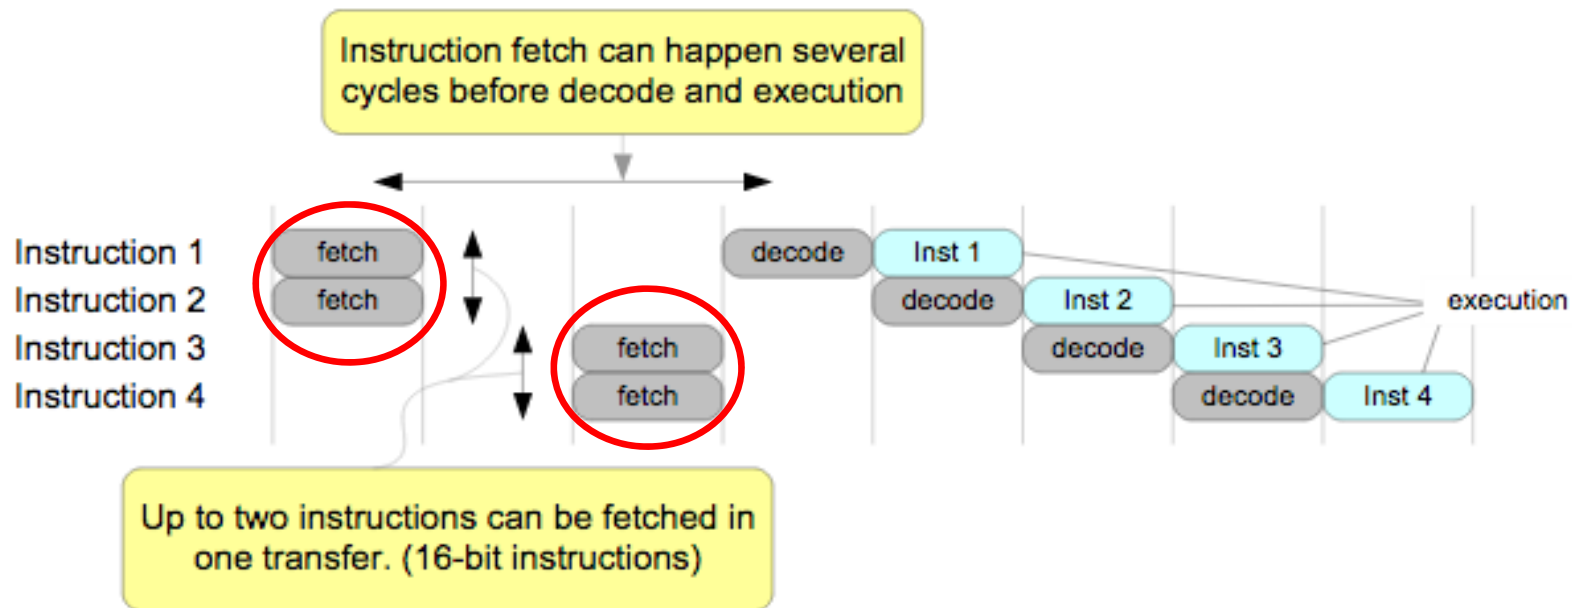 Instruction fetch can happen several
cycles before decode and execution
Instruction 1 fetch decode Inst 1
Instruction 2 fetch decode Inst 2 execution
Instruction 3 fetch decode Inst 3
Instruction 4 fetch decode Inst 4
Up to two instructions can be fetched in
one transfer. (16-bit instructions)